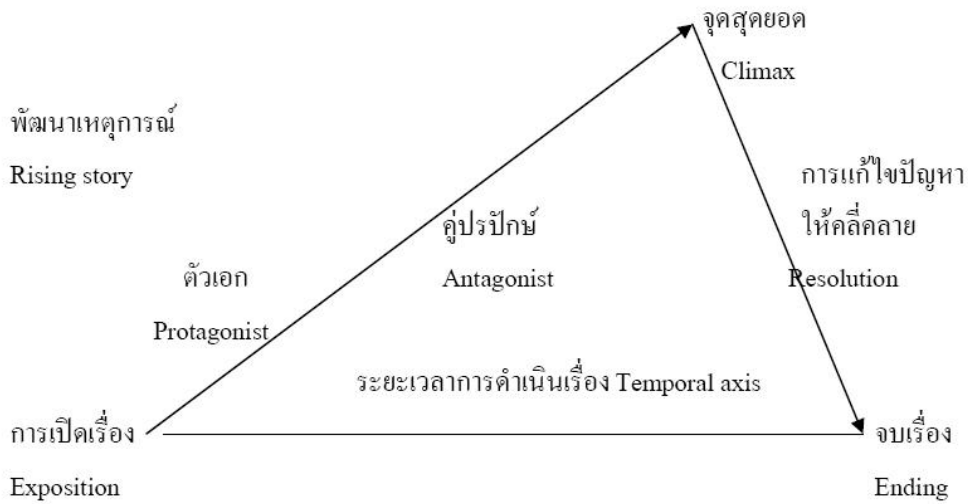 จุดสุดยอด
Climax
พัฒนาเหตุการณ์
Rising story
การแก้ไขปัญหา
ให้คลี่คลาย
Resolution
คู่ปรปักษ์
Antagonist
ตัวเอก
Protagonist
ระยะเวลาการดำเนินเรื่อง Temporal axis
การเปิดเรื่อง
Exposition
จบเรื่อง
Ending